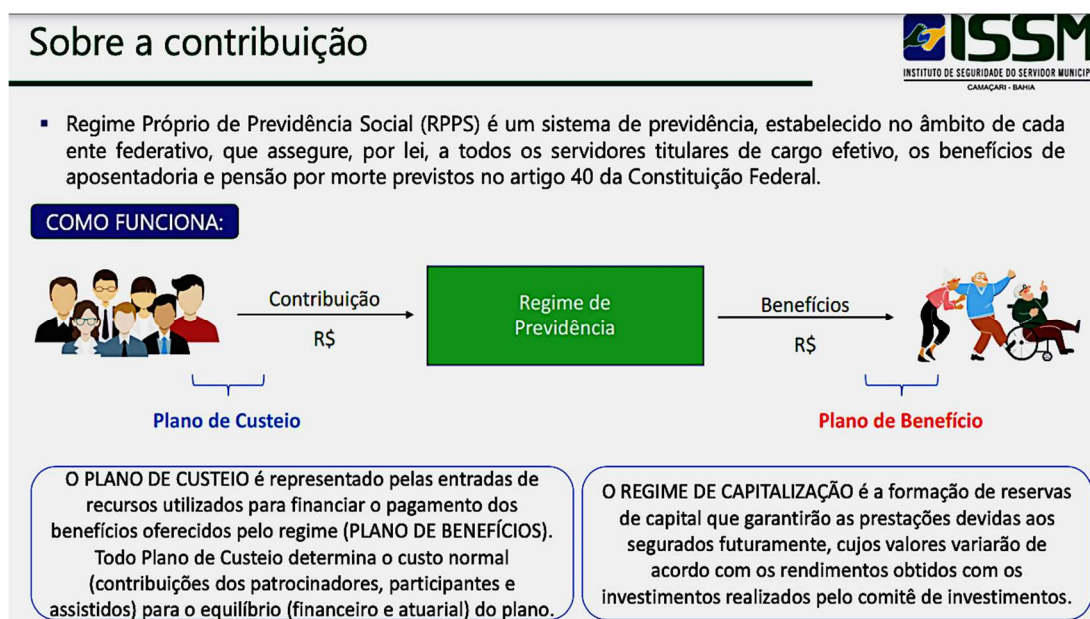 Sobre a contribuição
ISSM
INSTITUTO DE SEGURIDADE DO SERVIDOR MUNICIP
CAMAÇARI - BAHIA
▪ Regime Próprio de Previdência Social (RPPS) é um sistema de previdência, estabelecido no âmbito de cada
ente federativo, que assegure, por lei, a todos os servidores titulares de cargo efetivo, os benefícios de
aposentadoria e pensão por morte previstos no artigo 40 da Constituição Federal.
COMO FUNCIONA:
Contribuição
R$
Regime de
Previdência
Benefícios
R$
Plano de Custeio
Plano de Benefício
O PLANO DE CUSTEIO é representado pelas entradas de
recursos utilizados para financiar o pagamento dos
benefícios oferecidos pelo regime (PLANO DE BENEFÍCIOS).
Todo Plano de Custeio determina o custo normal
(contribuições dos patrocinadores, participantes e
assistidos) para o equilíbrio (financeiro e atuarial) do plano.
O REGIME DE CAPITALIZAÇÃO é a formação de reservas
de capital que garantirão as prestações devidas aos
segurados futuramente, cujos valores variarão de
acordo com os rendimentos obtidos com os
investimentos realizados pelo comitê de investimentos.